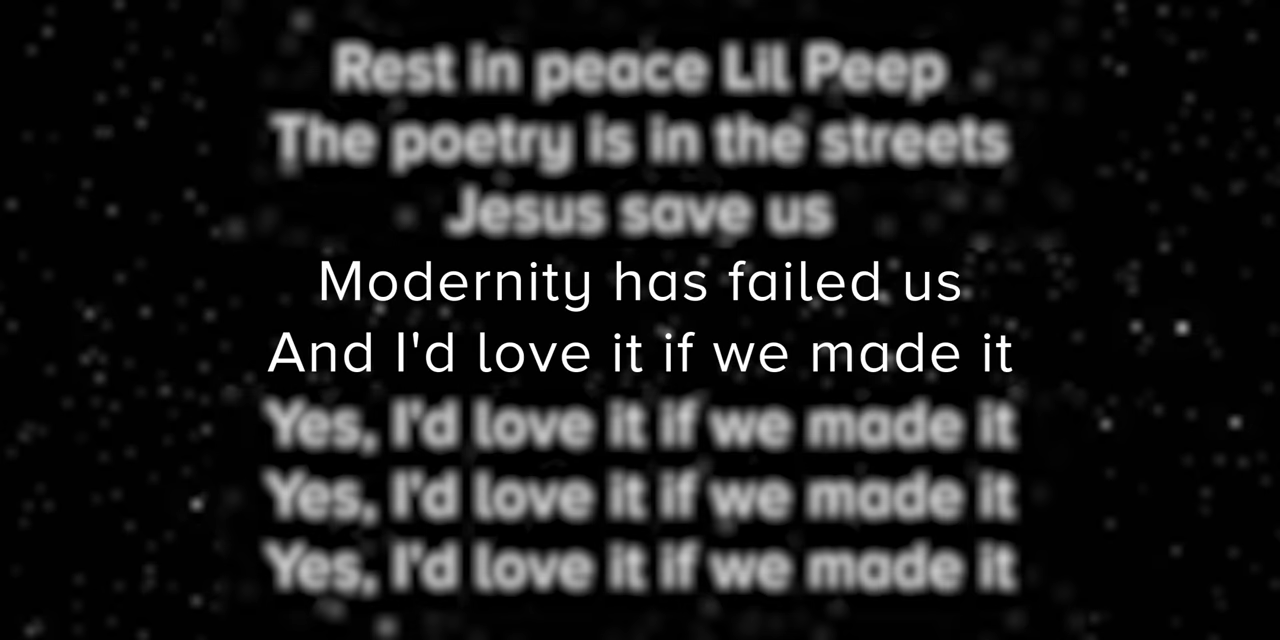 Rest in peace Lil Peep
The poetry is in the streets
Jesus save us
Modernity has failed us
And I'd love it if we made it
Yes, I'd love it if we made it
Yes, I'd love it if we made it
Yes, I'd love it if we made it